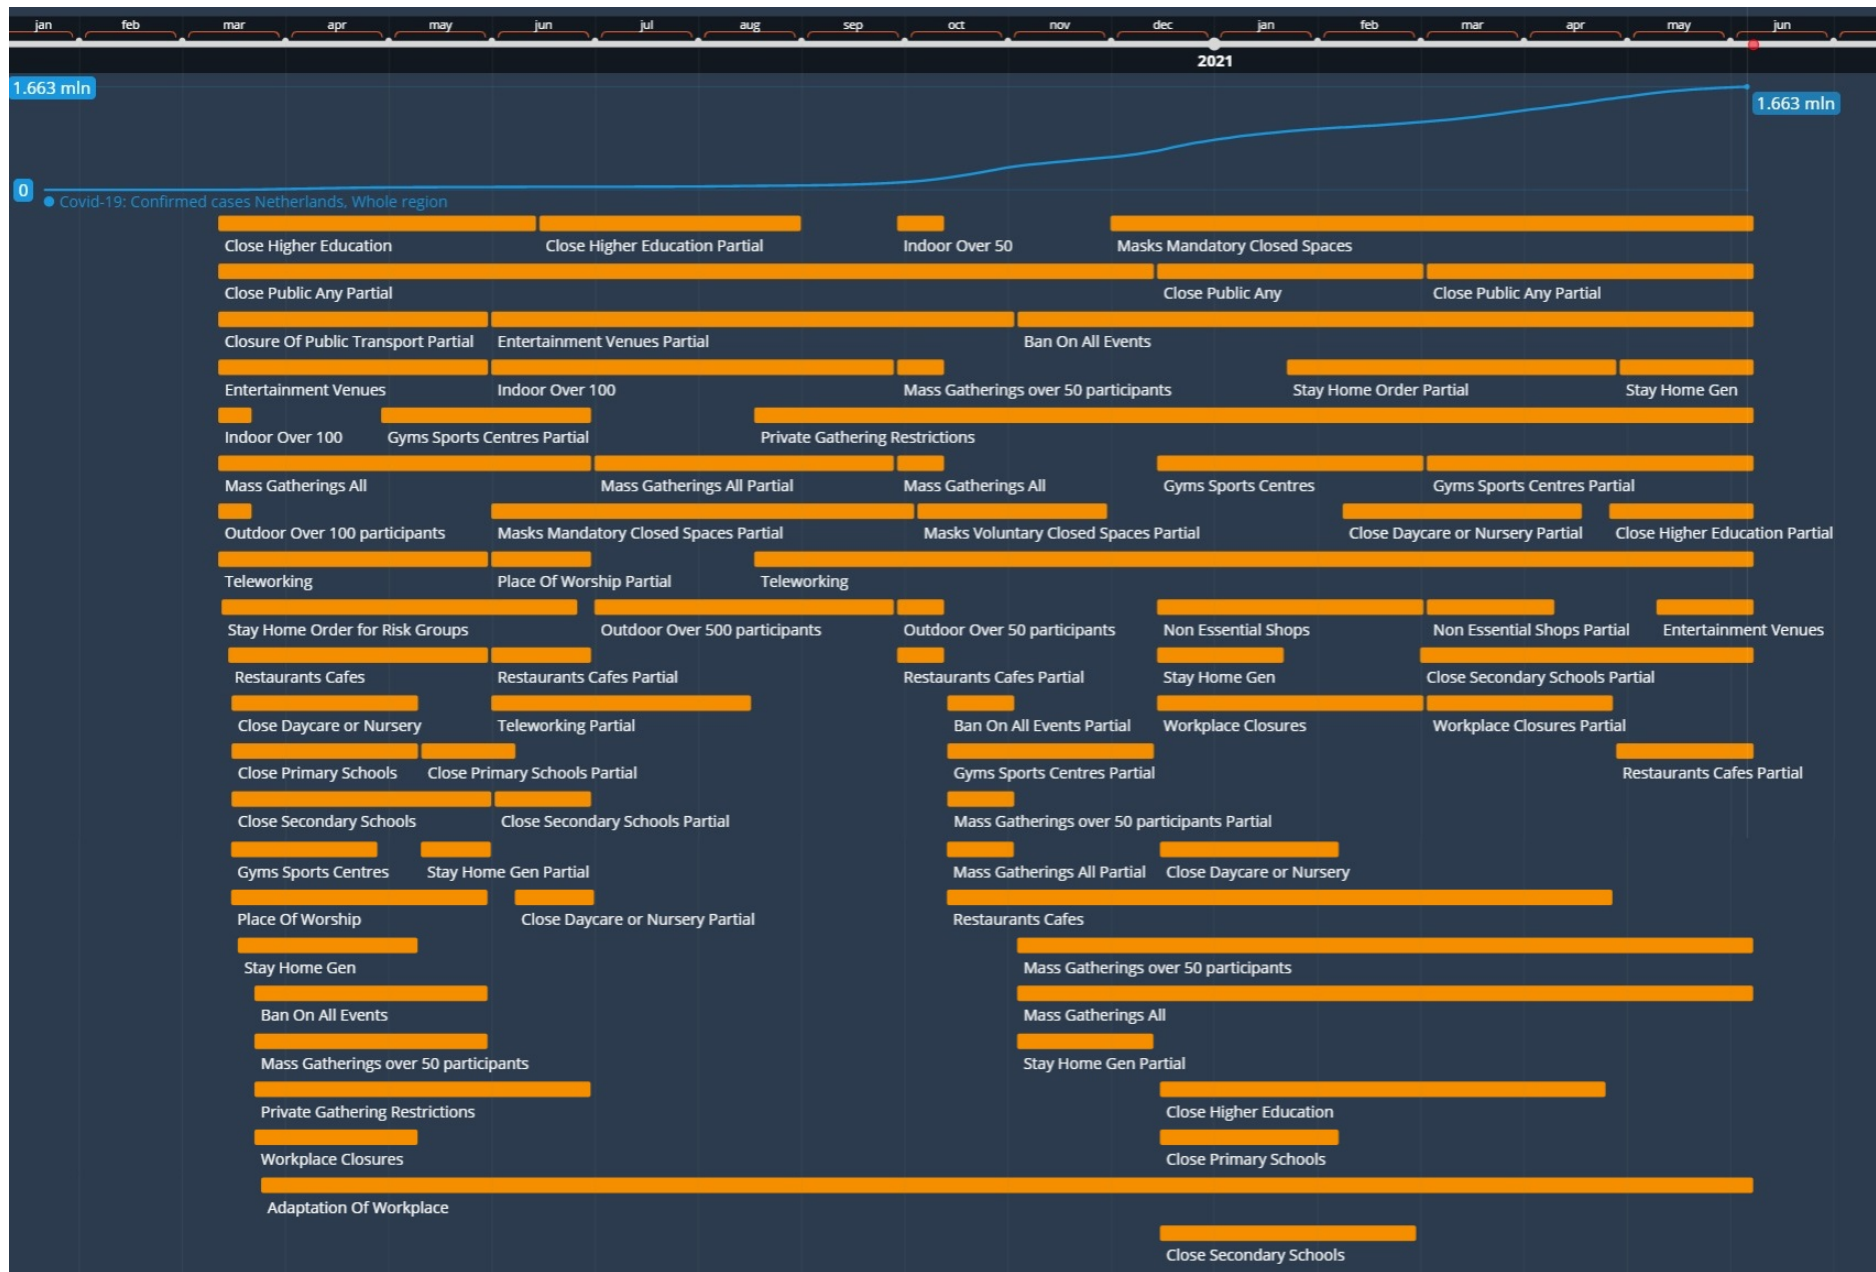 jan feb mar apr may jun jul aug sep oct nov dec jan feb mar apr may jun
2021
1.663 mln
1.663 mln
0
Covid-19: Confirmed cases Netherlands, Whole region
Close Higher Education Close Higher Education Partial Indoor Over 50 Masks Mandatory Closed Spaces
Close Public Any Partial Close Public Any Close Public Any Partial
Closure Of Public Transport Partial Entertainment Venues Partial Ban On All Events
Entertainment Venues Indoor Over 100 Mass Gatherings over 50 participants Stay Home Order Partial Stay Home Gen
Indoor Over 100 Gyms Sports Centres Partial Private Gathering Restrictions
Mass Gatherings All Mass Gatherings All Partial Mass Gatherings All Gyms Sports Centres Gyms Sports Centres Partial
Outdoor Over 100 participants Masks Mandatory Closed Spaces Partial Masks Voluntary Closed Spaces Partial Close Daycare or Nursery Partial Close Higher Education Partial
Teleworking Place Of Worship Partial Teleworking
Stay Home Order for Risk Groups Outdoor Over 500 participants Outdoor Over 50 participants Non Essential Shops Non Essential Shops Partial Entertainment Venues
Restaurants Cafes Restaurants Cafes Partial Restaurants Cafes Partial Stay Home Gen Close Secondary Schools Partial
Close Daycare or Nursery Teleworking Partial Ban On All Events Partial Workplace Closures Workplace Closures Partial
Close Primary Schools Close Primary Schools Partial Gyms Sports Centres Partial Restaurants Cafes Partial
Close Secondary Schools Close Secondary Schools Partial Mass Gatherings over 50 participants Partial
Gyms Sports Centres Stay Home Gen Partial Mass Gatherings All Partial Close Daycare or Nursery
Place Of Worship Close Daycare or Nursery Partial Restaurants Cafes
Stay Home Gen Mass Gatherings over 50 participants
Ban On All Events Mass Gatherings All
Mass Gatherings over 50 participants Stay Home Gen Partial
Private Gathering Restrictions Close Higher Education
Workplace Closures Close Primary Schools
Adaptation Of Workplace
Close Secondary Schools